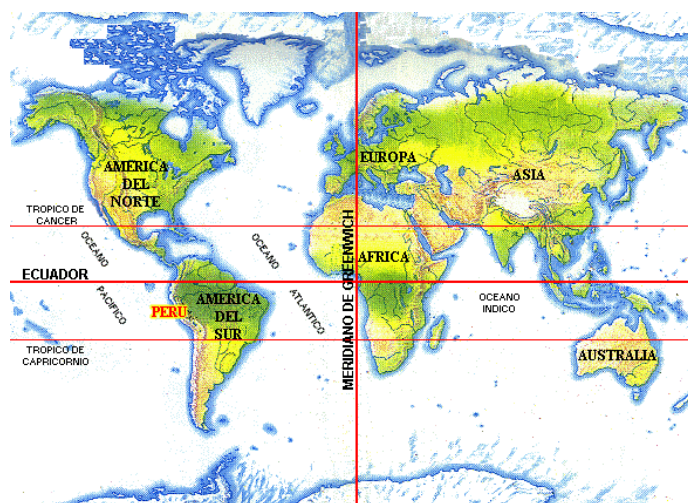 EUROPA
AMERICA
DEL
NORTE
ASIA
TROPICO DE
CANCER
OCEANO
PACIFICO
OCEANO
ATLANTICO
AFRICA
ECUADOR
MERIDIANO DE GREENWICH
OCEANO
INDICO
PERU
AMERICA
DEL
SUR
TROPICO DE
CAPRICORNIO
AUSTRALIA